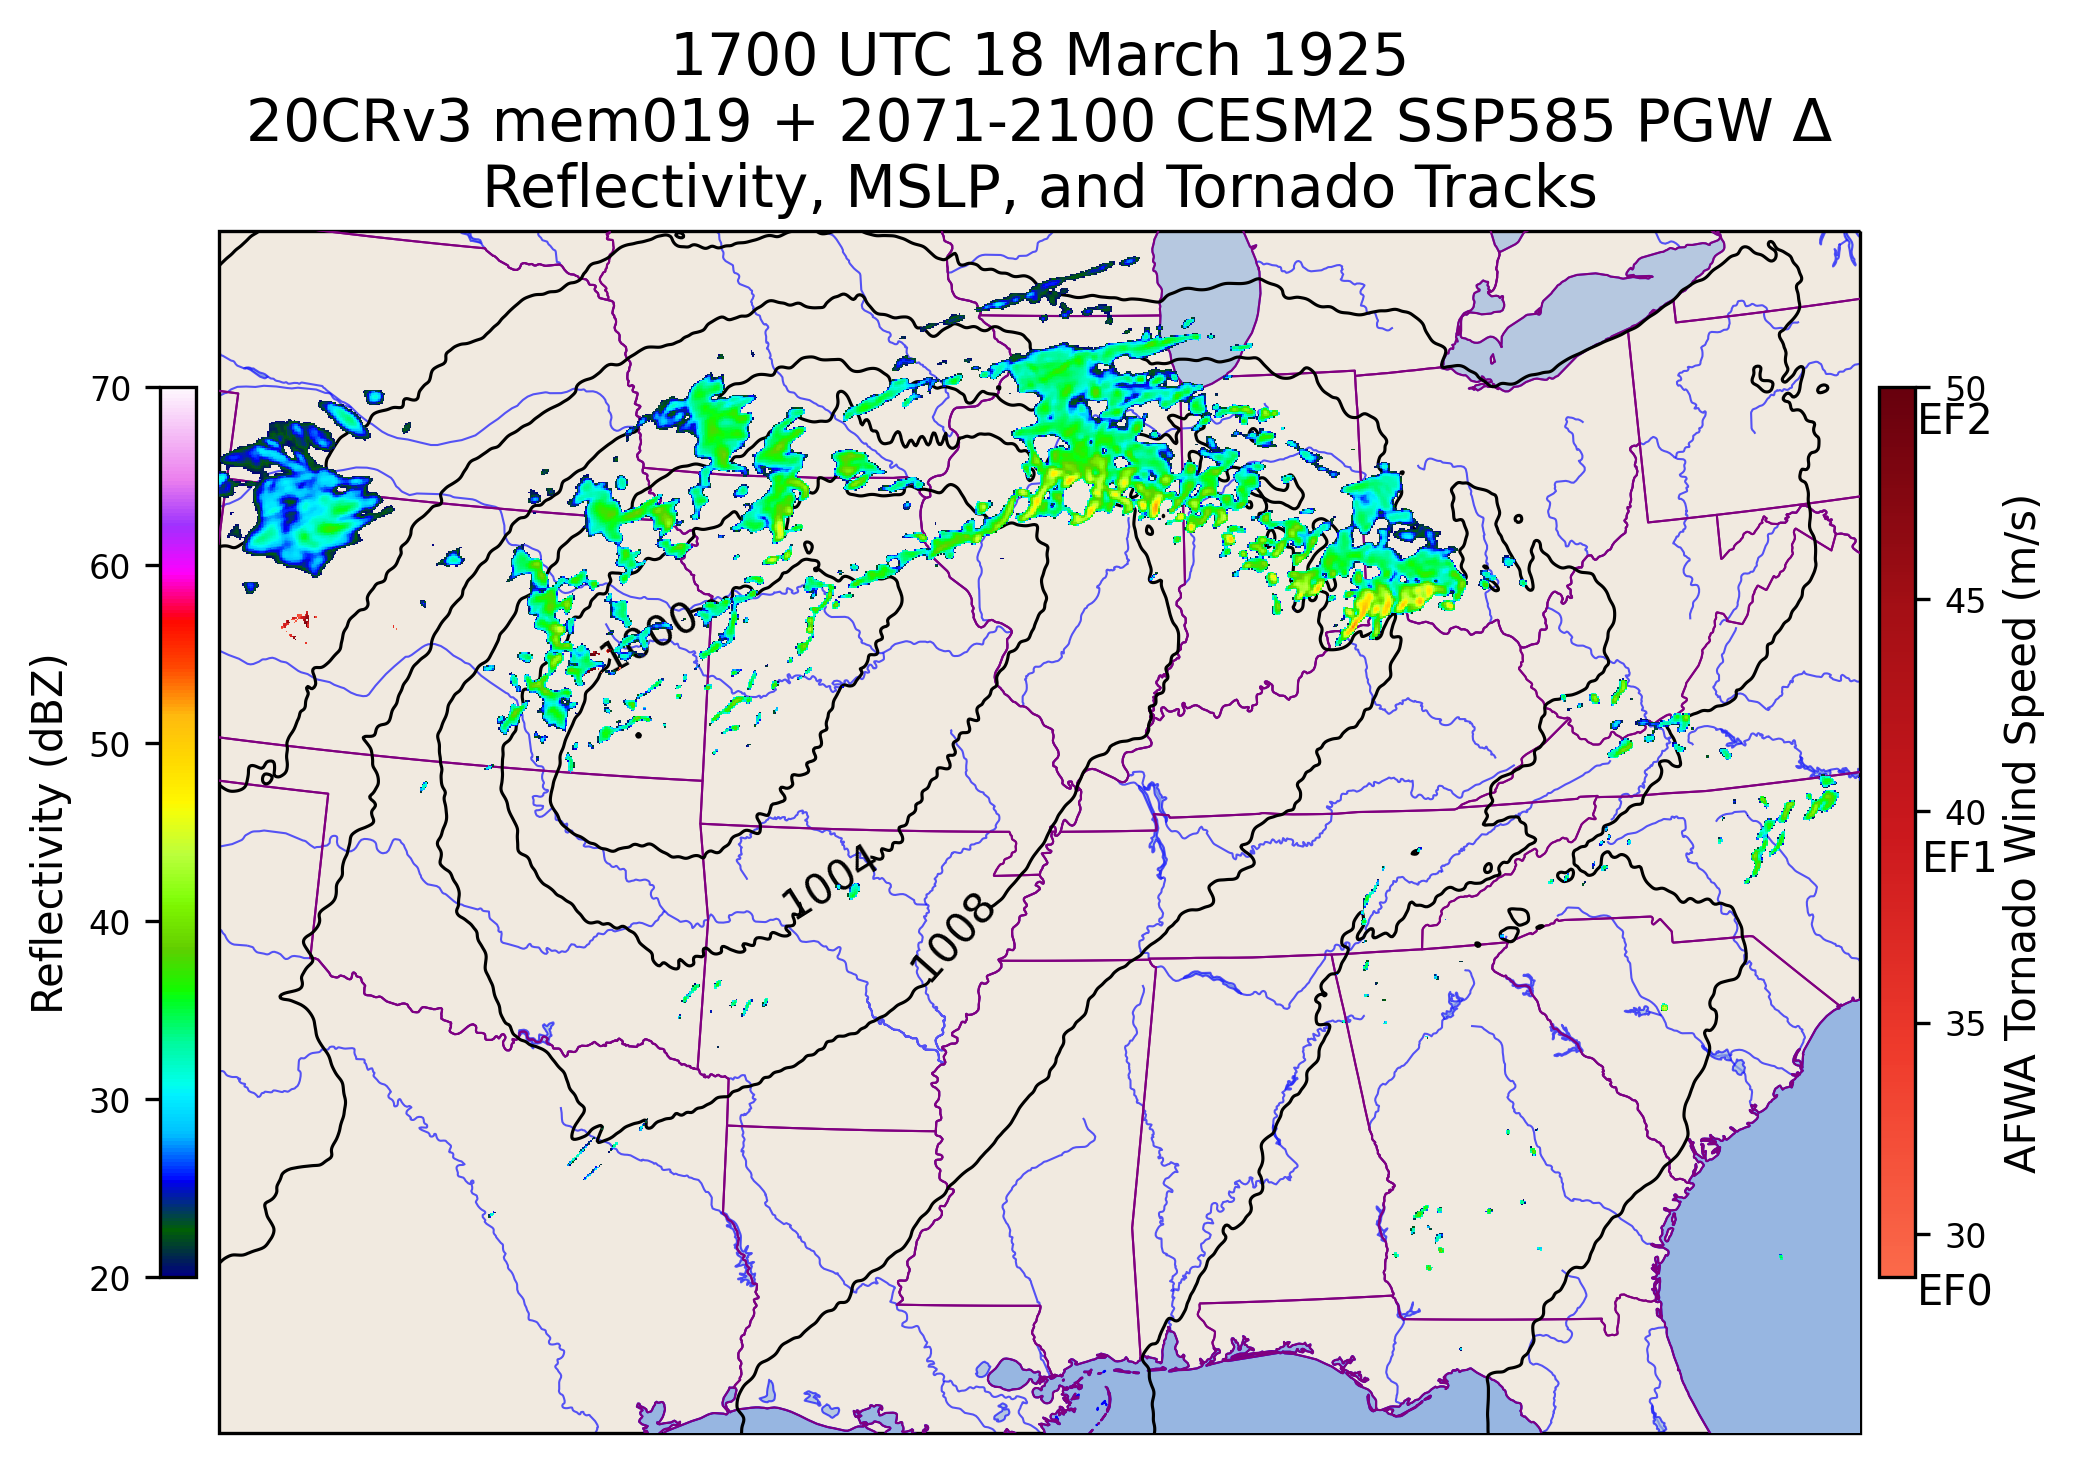 1700 UTC 18 March 1925
20CRv3 mem019 + 2071-2100 CESM2 SSP585 PGW Δ
Reflectivity, MSLP, and Tornado Tracks
70
60
50
40
30
20
Reflectivity (dBZ)
1000
1004
1008
50
EF2
45
40
EF1
35
30
EF0
AFWA Tornado Wind Speed (m/s)